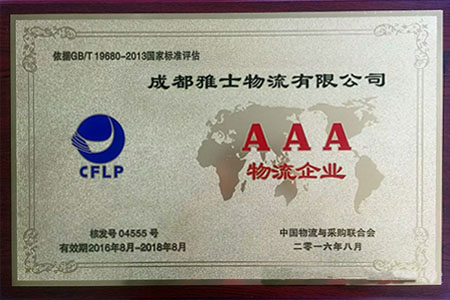 依据GB/T 19680-2013国家标准评估
成都雅士物流有限公司
AAA
物流企业
CFLP
核发号 04555 号
有效期2016年8月-2018年8月
中国物流与采购联合会
二零一六年八月